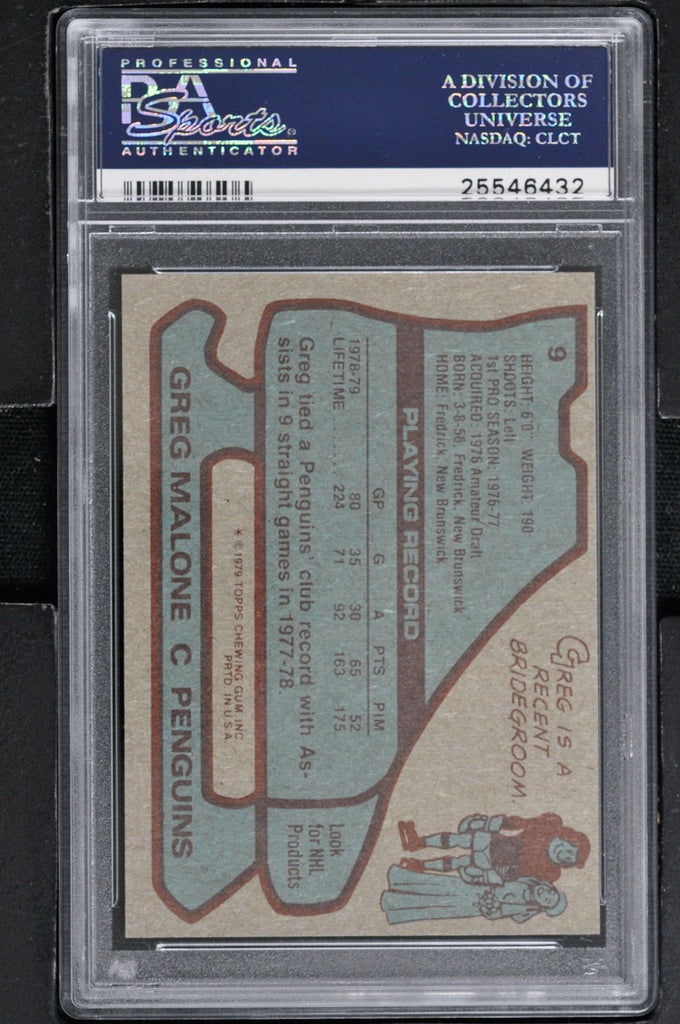 PROFESSIONAL
PSA
Sports
AUTHENTICATOR
A DIVISION OF
COLLECTORS
UNIVERSE
NASDAQ: CLCT
25546432
9
HEIGHT: 6'0" WEIGHT: 190
SHOOTS: Left
1st PRO SEASON: 1976-77
ACQUIRED: 1976 Amateur Draft
BORN: 3-8-56, Fredrick, New Brunswick
HOME: Fredrick, New Brunswick
GREG IS A
RECENT
BRIDEGROOM.
PLAYING RECORD
GP G A PTS PIM
1978-79 80 35 30 65 52
LIFETIME ...... 224 71 92 163 175
Greg tied a Penguins' club record with As-
sists in 9 straight games in 1977-78.
Look
for NHL
Products
* © 1979 TOPPS CHEWING GUM INC.
PRTD. IN U.S.A.
GREG MALONE C PENGUINS